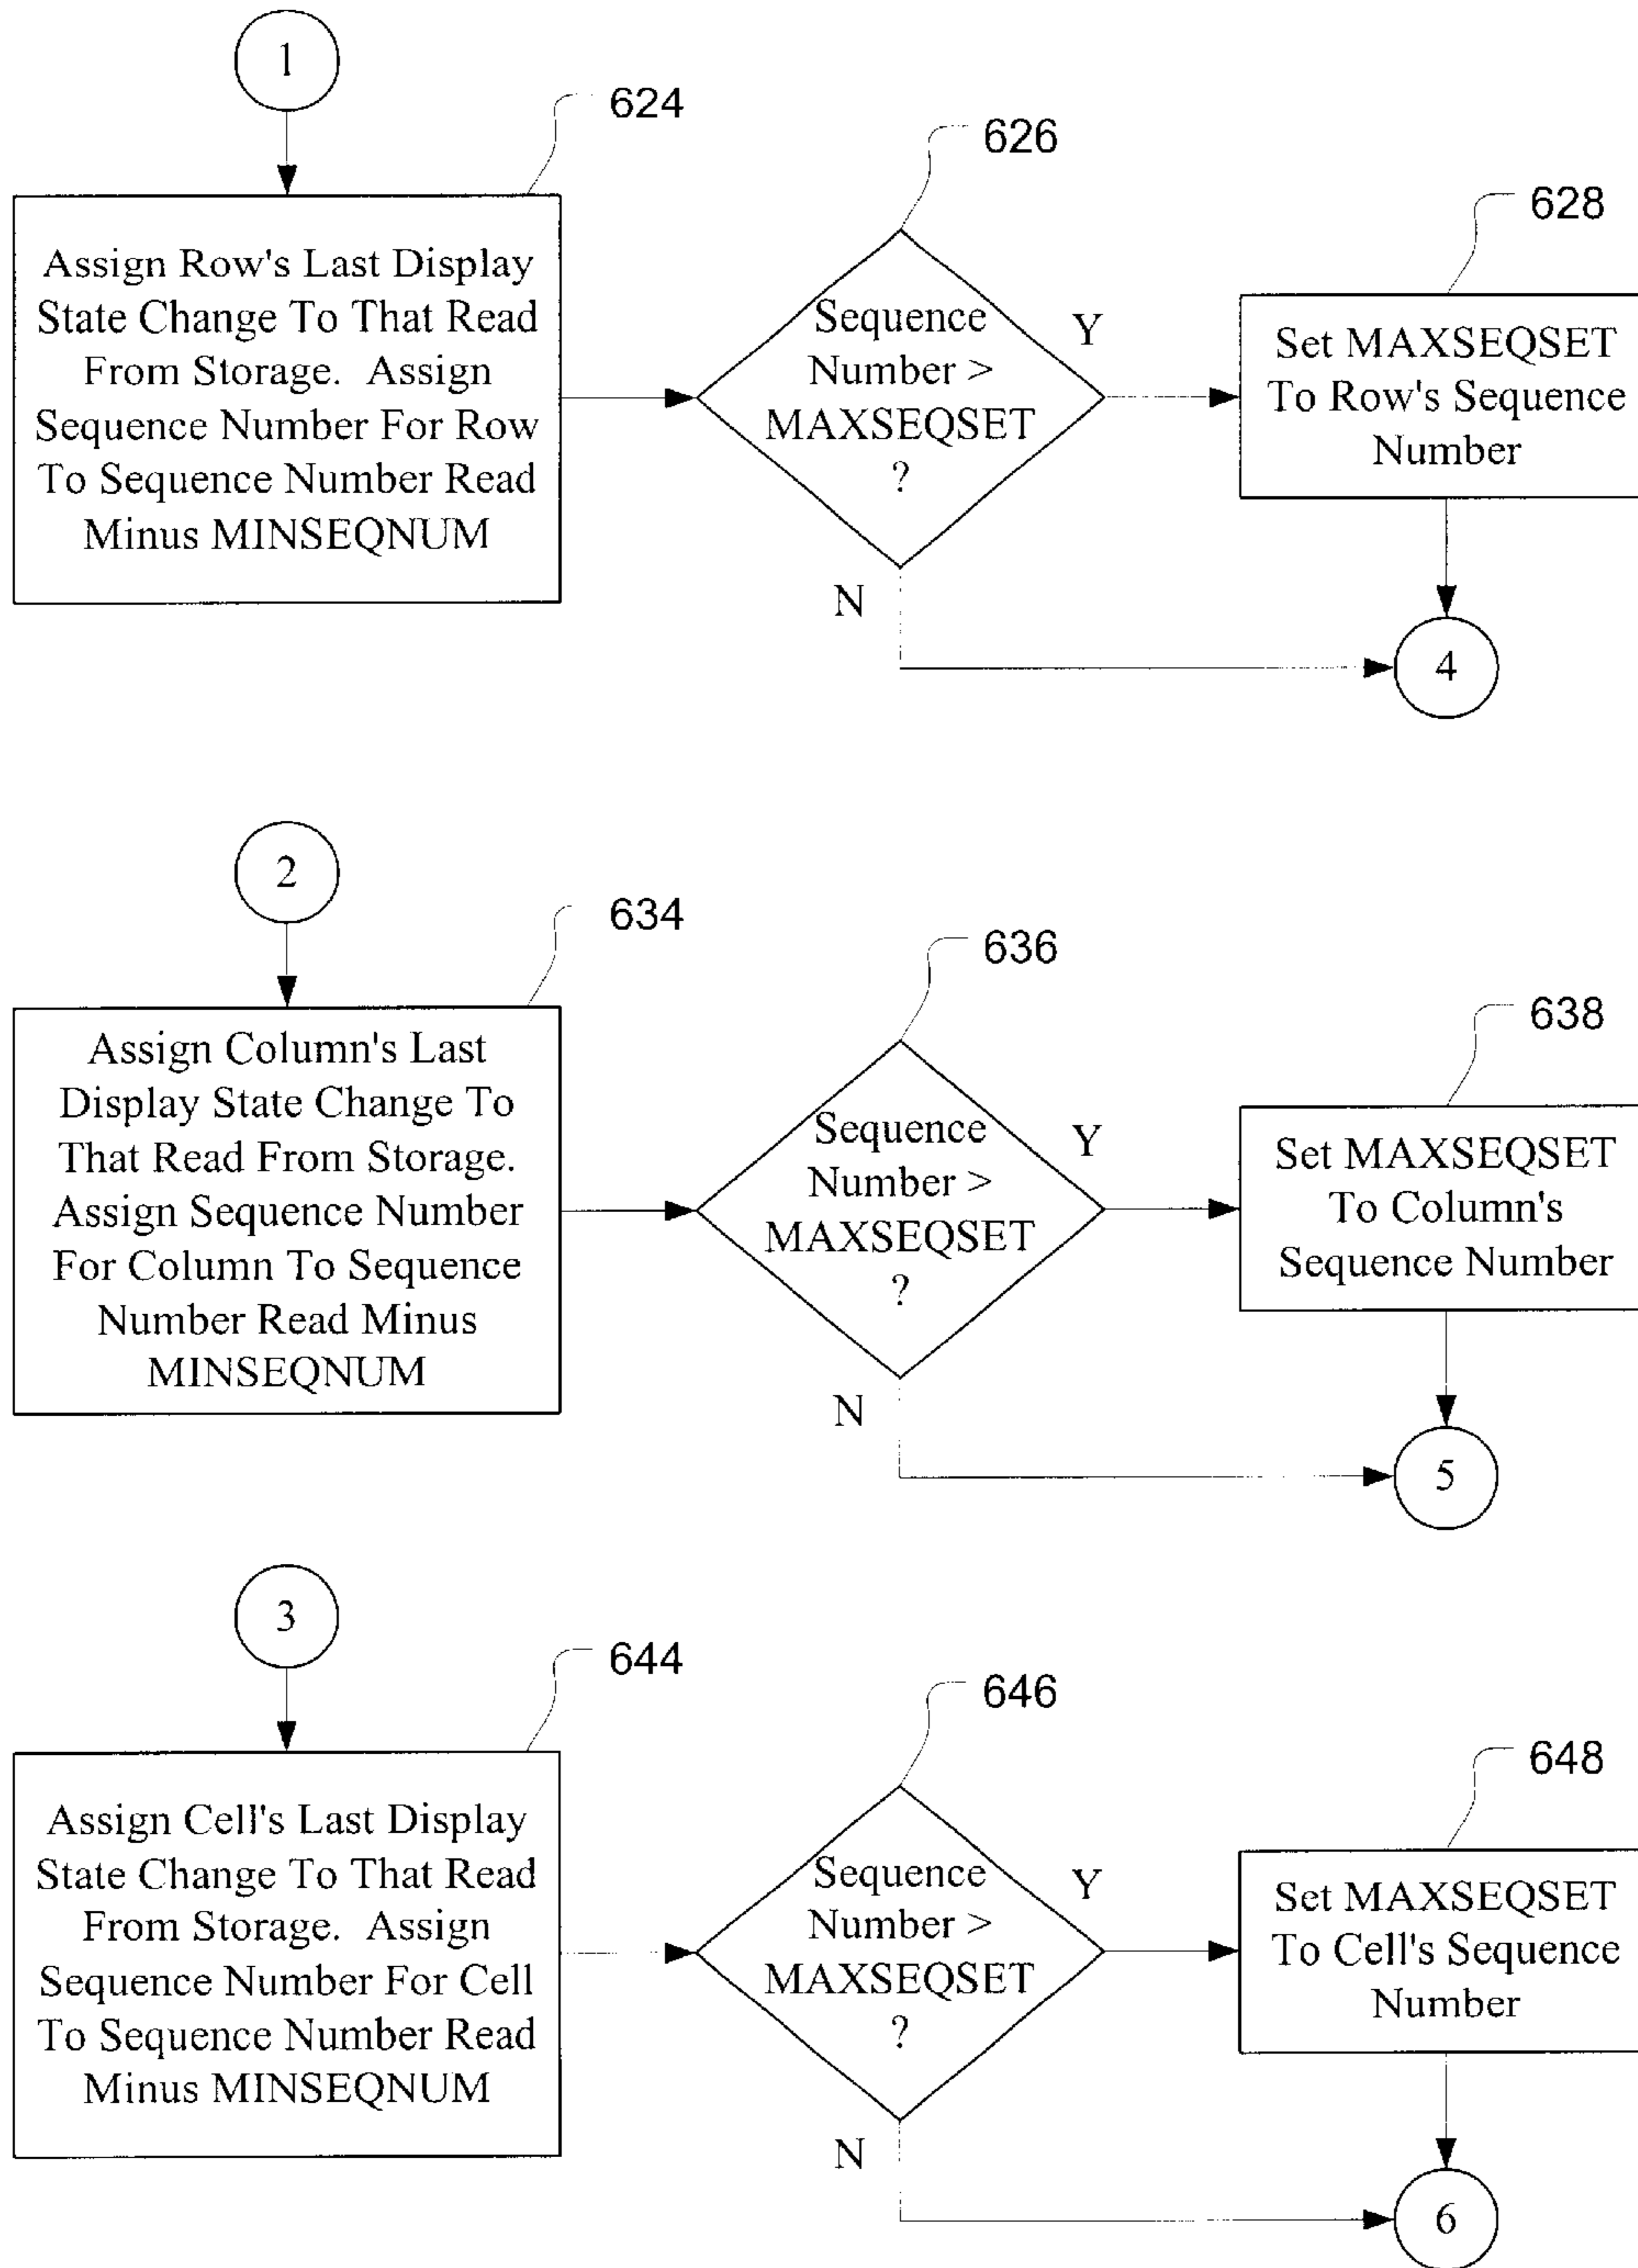 1
624
Assign Row's Last Display
State Change To That Read
From Storage. Assign
Sequence Number For Row
To Sequence Number Read
Minus MINSEQNUM
626
Sequence
Number >
MAXSEQSET
?
Y
N
628
Set MAXSEQSET
To Row's Sequence
Number
4
2
634
Assign Column's Last
Display State Change To
That Read From Storage.
Assign Sequence Number
For Column To Sequence
Number Read Minus
MINSEQNUM
636
Sequence
Number >
MAXSEQSET
?
Y
N
638
Set MAXSEQSET
To Column's
Sequence Number
5
3
644
Assign Cell's Last Display
State Change To That Read
From Storage. Assign
Sequence Number For Cell
To Sequence Number Read
Minus MINSEQNUM
646
Sequence
Number >
MAXSEQSET
?
Y
N
648
Set MAXSEQSET
To Cell's Sequence
Number
6